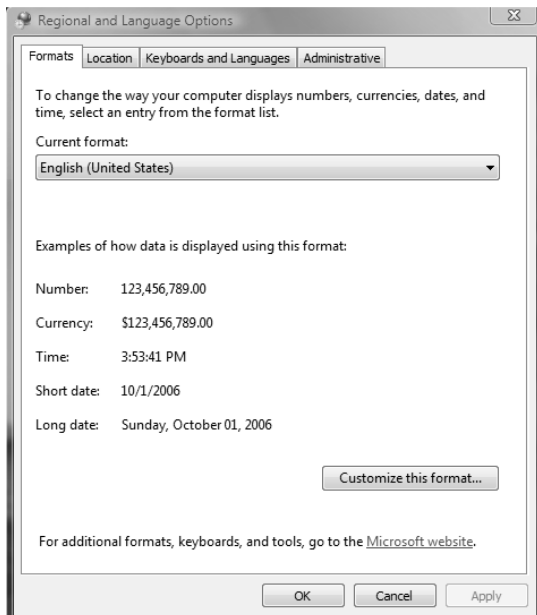 Regional and Language Options
Formats Location Keyboards and Languages Administrative
To change the way your computer displays numbers, currencies, dates, and
time, select an entry from the format list.
Current format:
English (United States)
Examples of how data is displayed using this format:
Number: 123,456,789.00
Currency: $123,456,789.00
Time: 3:53:41 PM
Short date: 10/1/2006
Long date: Sunday, October 01, 2006
Customize this format...
For additional formats, keyboards, and tools, go to the Microsoft website.
OK Cancel Apply